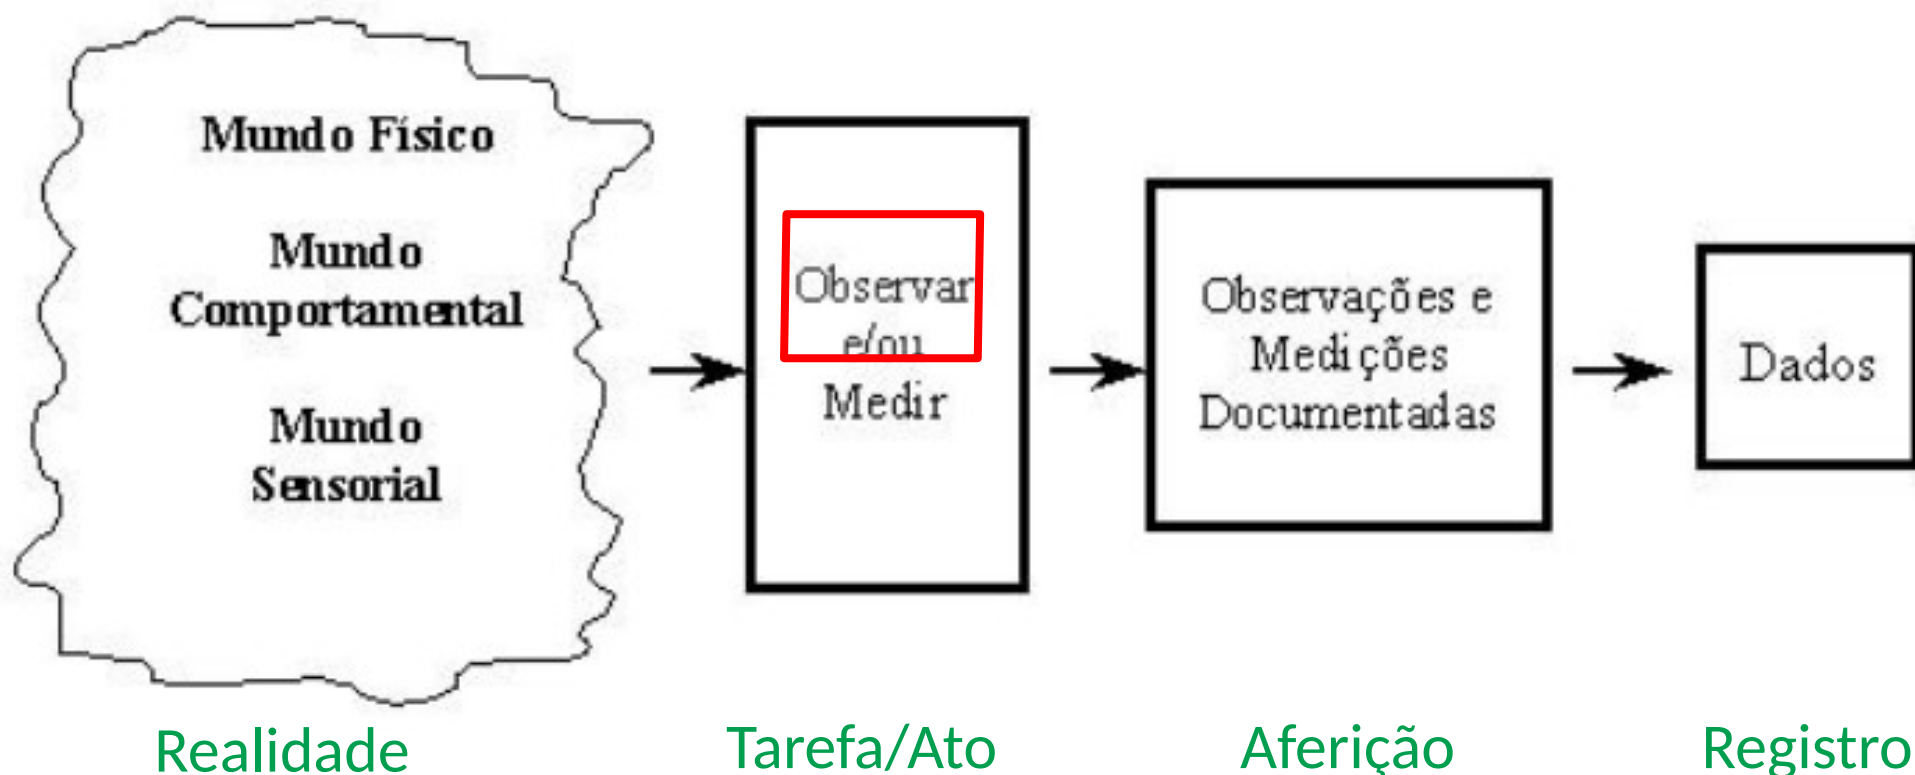 Mundo Físico
Mundo
Comportamental
Mundo
Sensorial
Observar
e/ou
Medir
Observações e
Medições
Documentadas
Dados
Realidade
Tarefa/Ato
Aferição
Registro